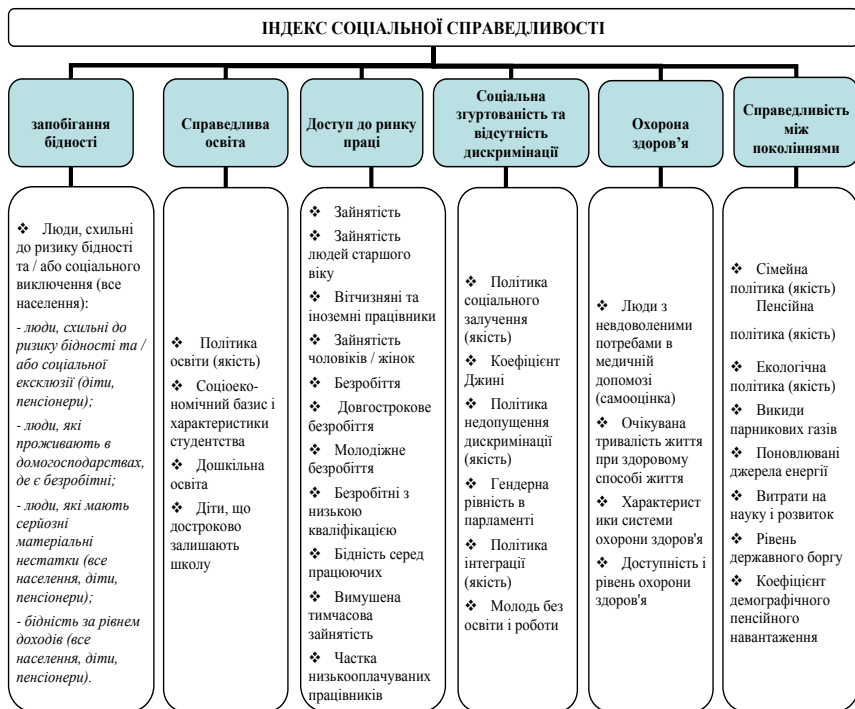 ІНДЕКС СОЦІАЛЬНОЇ СПРАВЕДЛИВОСТІ
запобігання
бідності
Справедлива
освіта
Доступ до ринку
праці
Соціальна
згуртованість та
відсутність
дискримінації
Охорона
здоров’я
Справедливість
між
поколіннями
❖ Люди, схильні
до ризику бідності
та / або соціального
виключення (все
населення):
- люди, схильні до
ризику бідності та /
або соціальної
ексклюзії (діти,
пенсіонери);
- люди, які
проживають в
домогосподарствах,
де є безробітні;
- люди, які мають
серйозні
матеріальні
нестатки (все
населення, діти,
пенсіонери);
- бідність за рівнем
доходів (все
населення, діти,
пенсіонери).
❖ Політика
освіти (якість)
❖ Соціоеко-
номічний базис і
характеристики
студентства
❖ Дошкільна
освіта
❖ Діти, що
достроково
залишають
школу
❖ Зайнятість
❖ Зайнятість
людей старшого
віку
❖ Вітчизняні та
іноземні працівники
❖ Зайнятість
чоловіків / жінок
❖ Безробіття
❖ Довгострокове
безробіття
❖ Молодіжне
безробіття
❖ Безробітні з
низькою
кваліфікацією
❖ Бідність серед
працюючих
❖ Вимушена
тимчасова
зайнятість
❖ Частка
низькооплачуваних
працівників
❖ Політика
соціального
залучення
(якість)
❖ Коефіцієнт
Джині
❖ Політика
недопущення
дискримінації
(якість)
❖ Гендерна
рівність в
парламенті
❖ Політика
інтеграції
(якість)
❖ Молодь без
освіти і роботи
❖ Люди з
невдоволеними
потребами в
медичній
допомозі
(самооцінка)
❖ Очікувана
тривалість життя
при здоровому
способі життя
❖ Характерист
ики системи
охорони здоров'я
❖ Доступність і
рівень охорони
здоров'я
❖ Сімейна
політика (якість)
Пенсійна
політика (якість)
❖ Екологічна
політика (якість)
❖ Викиди
парникових газів
❖ Поновлювані
джерела енергії
❖ Витрати на
науку і розвиток
❖ Рівень
державного боргу
❖ Коефіцієнт
демографічного
пенсійного
навантаження